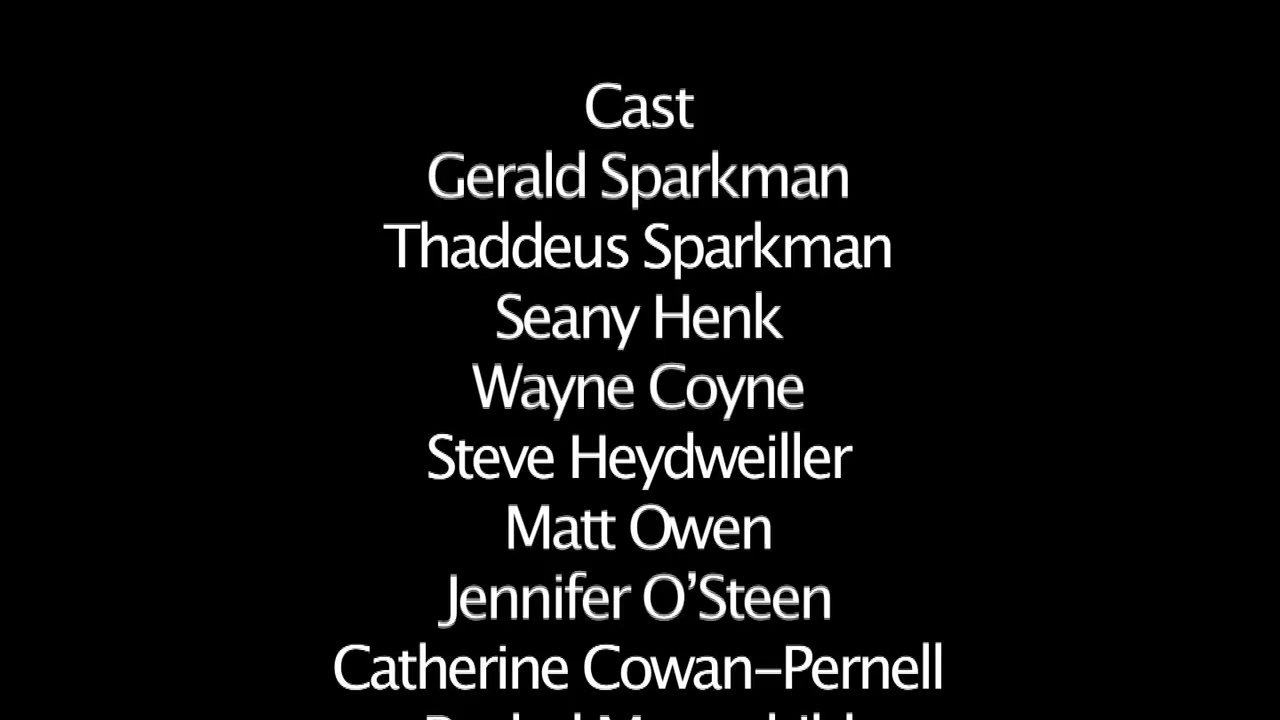 Cast
Gerald Sparkman
Thaddeus Sparkman
Seany Henk
Wayne Coyne
Steve Heydweiller
Matt Owen
Jennifer O’Steen
Catherine Cowan–Pernell